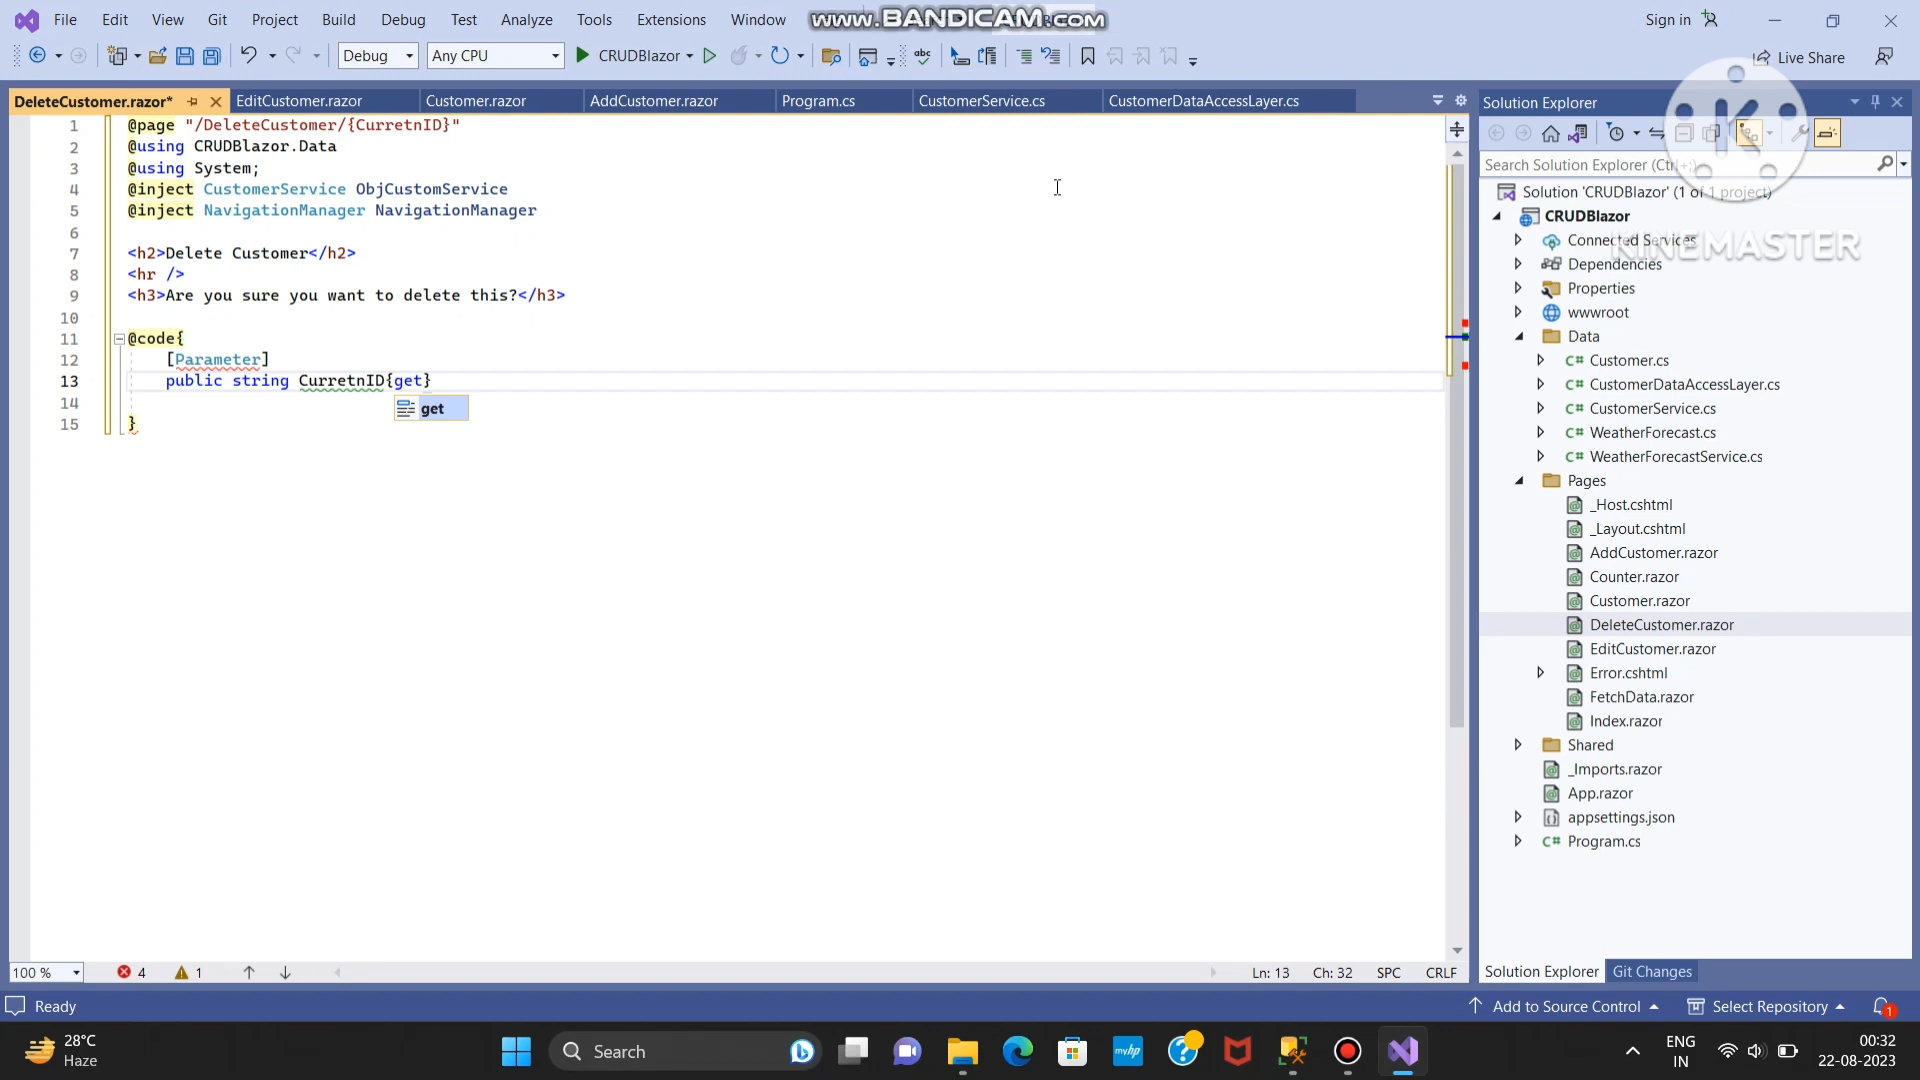 File Edit View Git Project Build Debug Test Analyze Tools Extensions Window
www.BANDICAM.com
Sign in
Debug Any CPU CRUDBlazor
abc
Live Share
DeleteCustomer.razor* EditCustomer.razor Customer.razor AddCustomer.razor Program.cs CustomerService.cs CustomerDataAccessLayer.cs
1 @page "/DeleteCustomer/{CurretnID}"
2 @using CRUDBlazor.Data
3 @using System;
4 @inject CustomerService ObjCustomService
5 @inject NavigationManager NavigationManager
6
7 <h2>Delete Customer</h2>
8 <hr />
9 <h3>Are you sure you want to delete this?</h3>
10
11 @code{
12 [Parameter]
13 public string CurretnID{get}
get
14
15 }
100 % 4 1 Ln: 13 Ch: 32 SPC CRLF
Solution Explorer
Search Solution Explorer (Ctrl+;)
K
KINEMASTER
Solution 'CRUDBlazor' (1 of 1 project)
CRUDBlazor
Connected Services
Dependencies
Properties
wwwroot
Data
C# Customer.cs
C# CustomerDataAccessLayer.cs
C# CustomerService.cs
C# WeatherForecast.cs
C# WeatherForecastService.cs
Pages
_Host.cshtml
_Layout.cshtml
AddCustomer.razor
Counter.razor
Customer.razor
DeleteCustomer.razor
EditCustomer.razor
Error.cshtml
FetchData.razor
Index.razor
Shared
_Imports.razor
App.razor
appsettings.json
C# Program.cs
Solution Explorer Git Changes
Ready
Add to Source Control Select Repository 1
28°C
Haze
Search
myhp
ENG
IN
00:32
22-08-2023